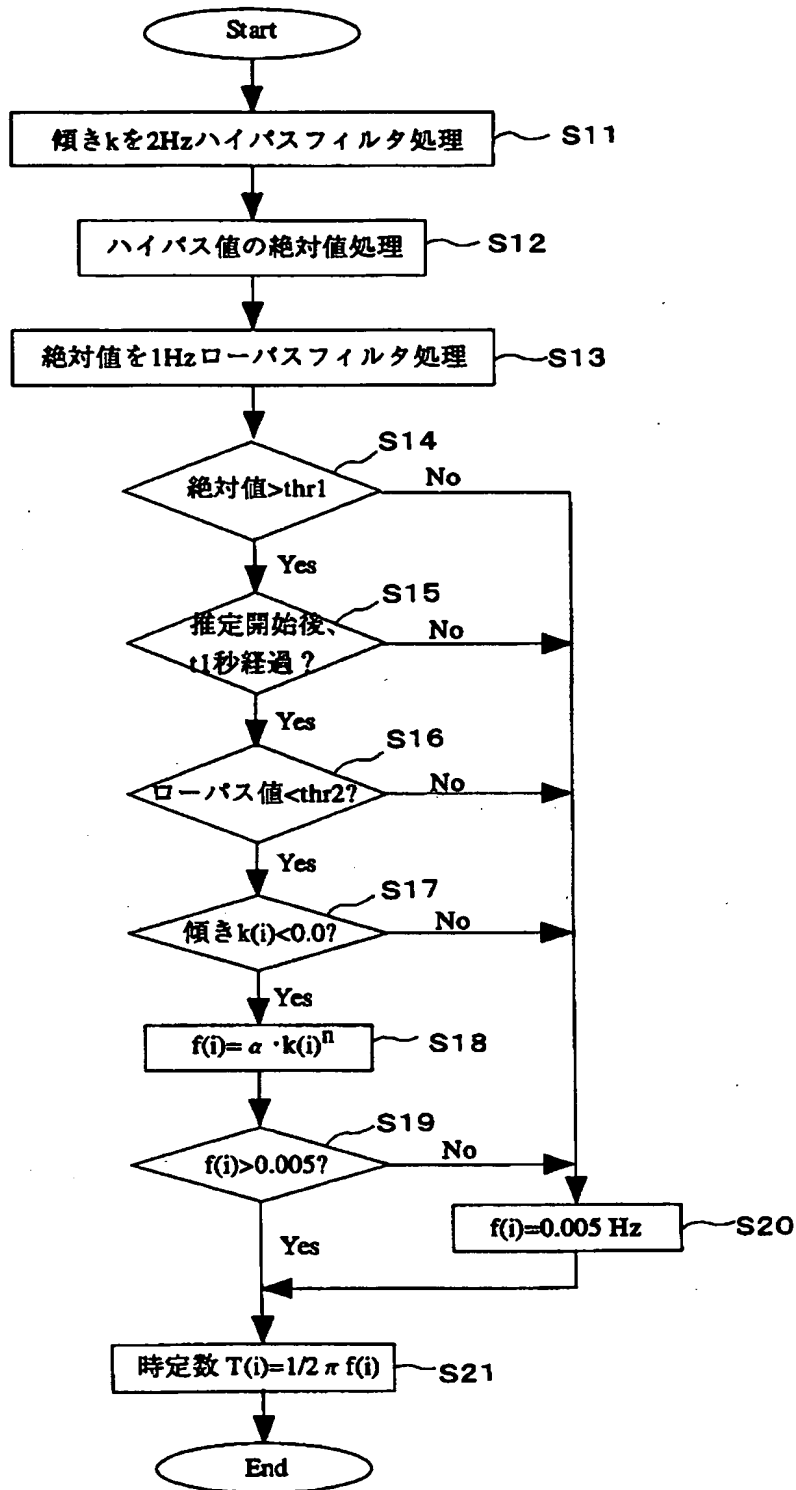 Start
傾きkを2Hzハイパスフィルタ処理
S11
ハイパス値の絶対値処理
S12
絶対値を1Hzローパスフィルタ処理
S13
S14
絶対値>thr1
No
Yes
S15
推定開始後、
t1秒経過?
No
Yes
S16
ローパス値<thr2?
No
Yes
S17
傾きk(i)<0.0?
No
Yes
f(i)= α ·k(i)^n
S18
S19
f(i)>0.005?
No
Yes
f(i)=0.005 Hz
S20
時定数 T(i)=1/2 π f(i)
S21
End